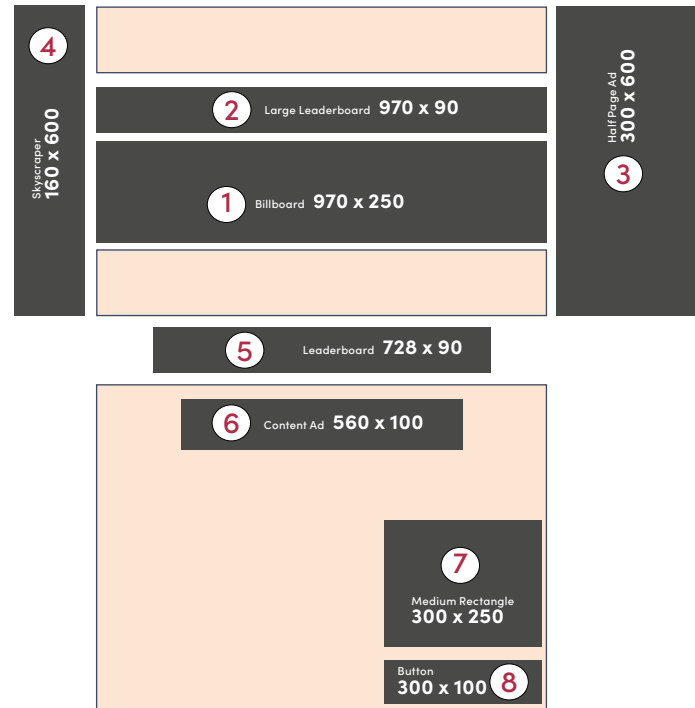 4
Skyscraper
160 x 600
2 Large Leaderboard 970 x 90
1 Billboard 970 x 250
Half Page Ad
300 x 600
3
5 Leaderboard 728 x 90
6 Content Ad 560 x 100
7
Medium Rectangle
300 x 250
Button
300 x 100 8